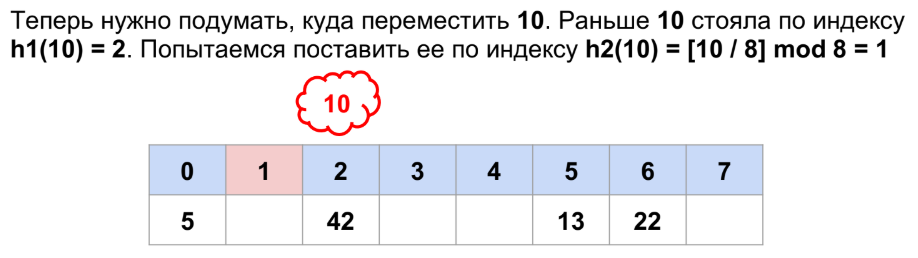 Теперь нужно подумать, куда переместить 10. Раньше 10 стояла по индексу
h1(10) = 2. Попытаемся поставить ее по индексу h2(10) = [10 / 8] mod 8 = 1
10
0 1 2 3 4 5 6 7
5 42 13 22